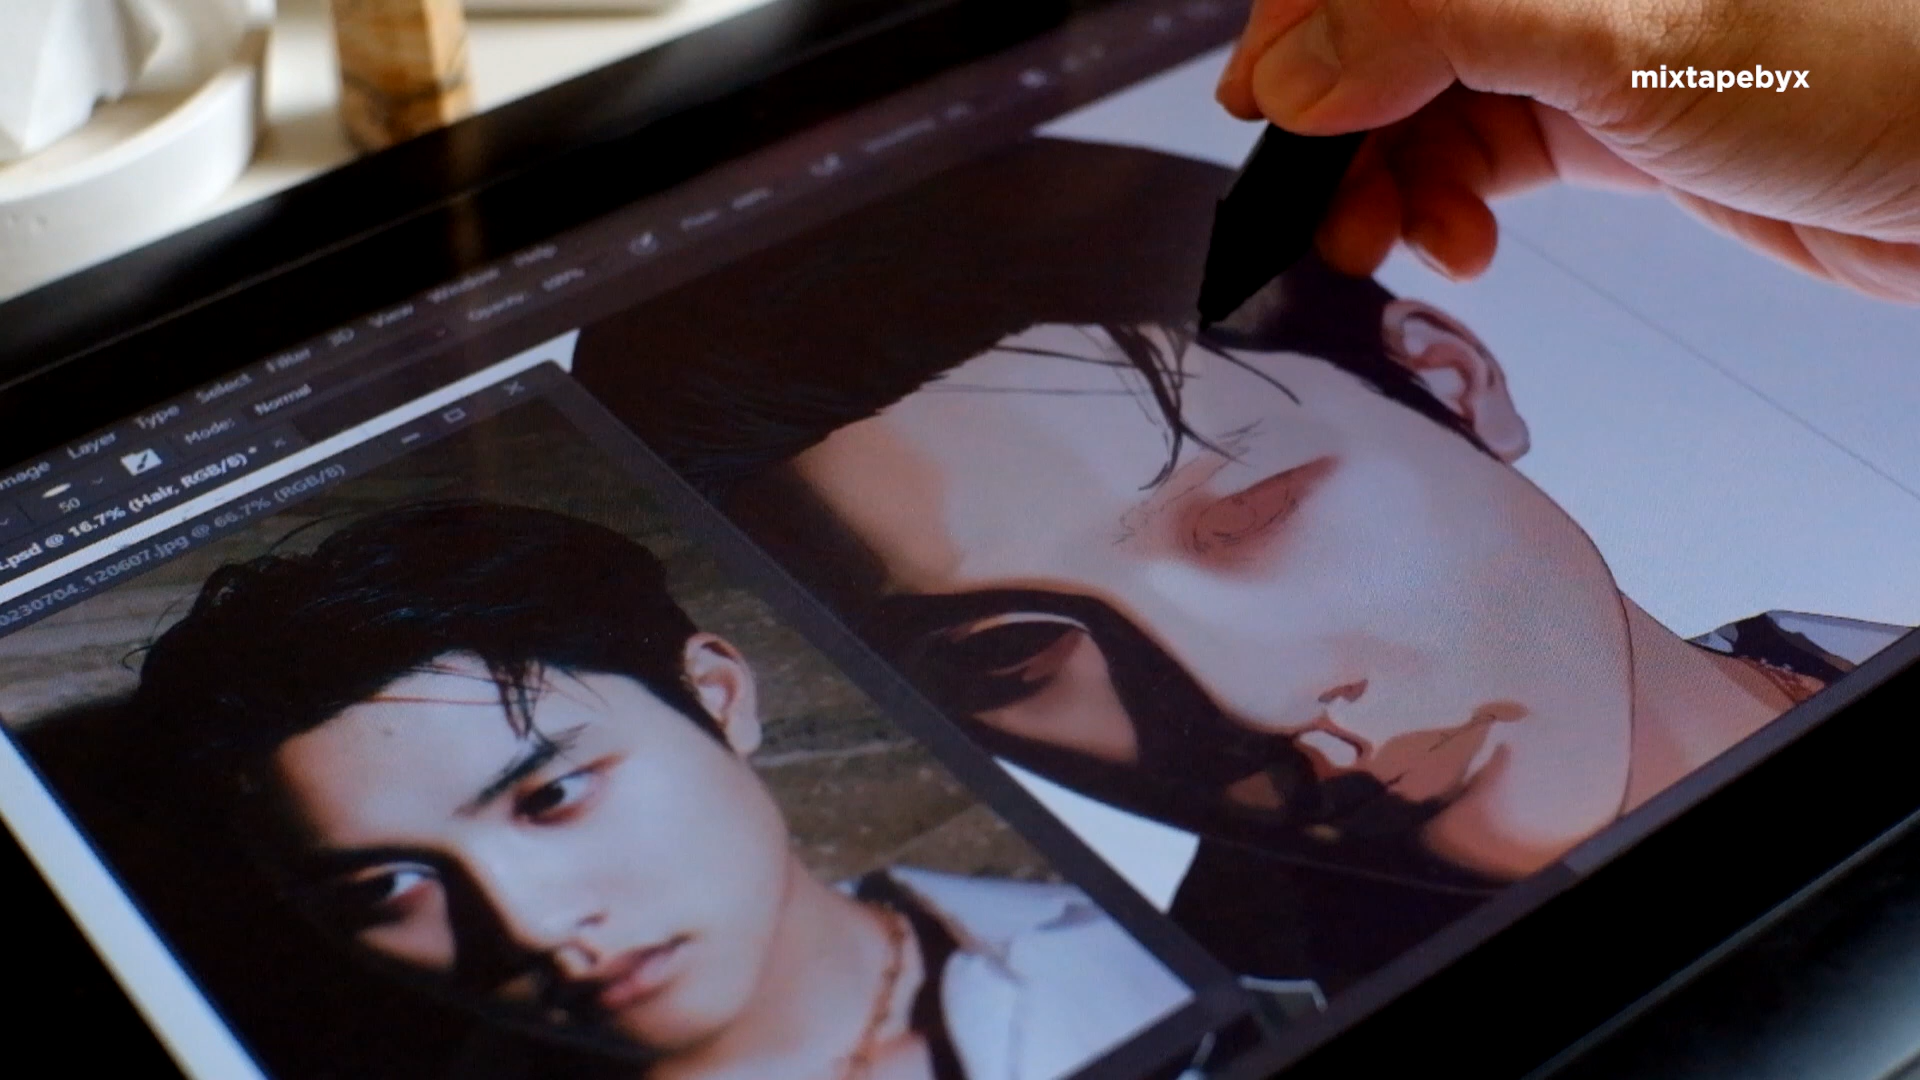 mixtapebyx
mage Layer Type Select Filter 3D View Window Help
50 Mode: Normal Opacity: 100%
.psd @ 16.7% (Hair, RGB/8) * ×
0230704_120607.jpg @ 66.7% (RGB/8)